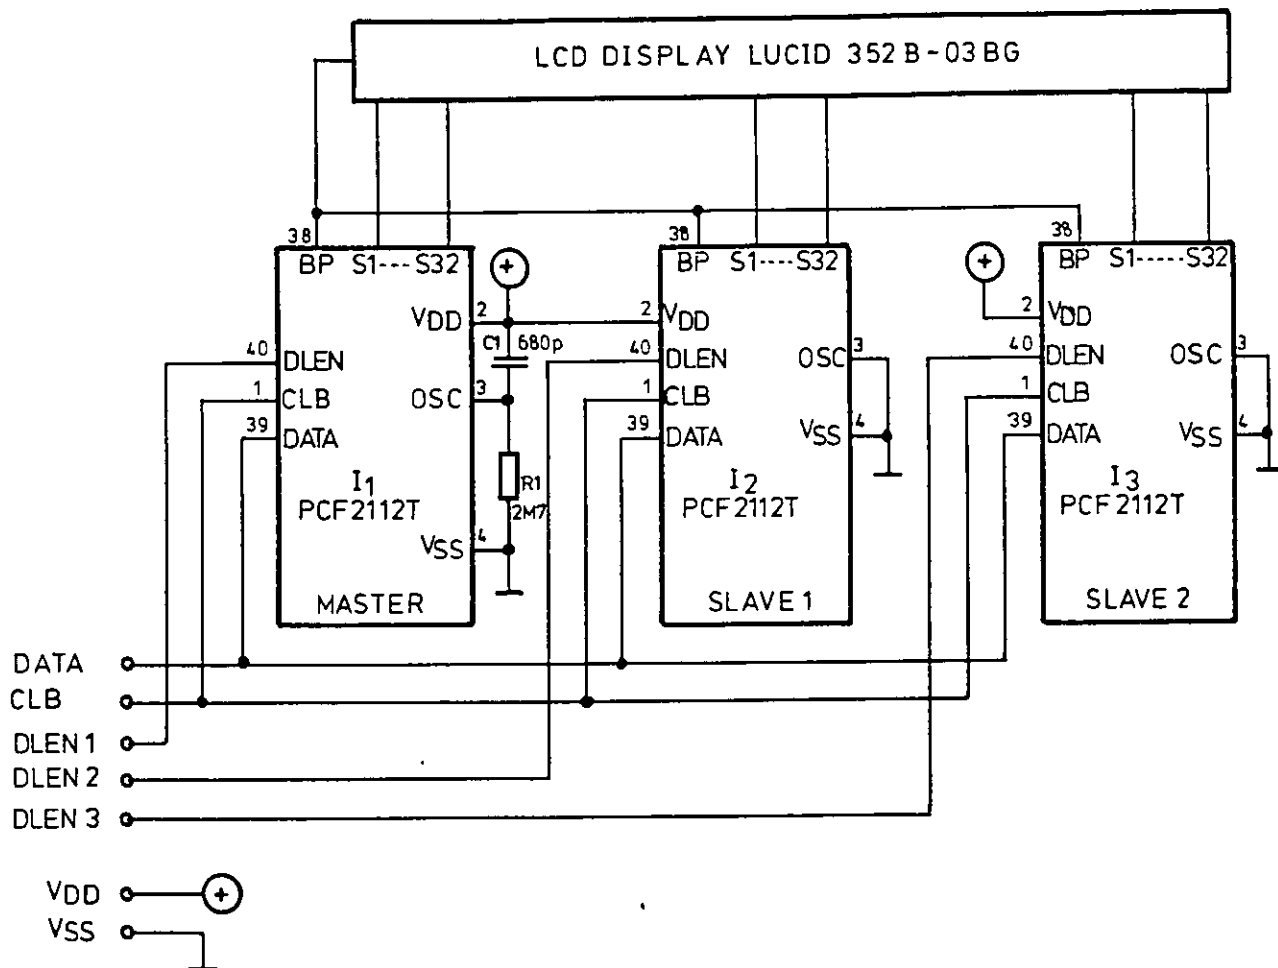 LCD DISPLAY LUCID 352B-03BG
38
BP S1----S32
VDD 2
40 DLEN
1 CLB
OSC 3
39 DATA
I1
PCF2112T
VSS 4
MASTER
+
C1 680p
R1
2M7
38
BP S1-----S32
2 VDD
40 DLEN
OSC 3
1 CLB
39 DATA
VSS 4
I2
PCF2112T
SLAVE 1
+
38
BP S1-----S32
2 VDD
40 DLEN
OSC 3
1 CLB
39 DATA
VSS 4
I3
PCF2112T
SLAVE 2
DATA
CLB
DLEN 1
DLEN 2
DLEN 3
VDD +
VSS